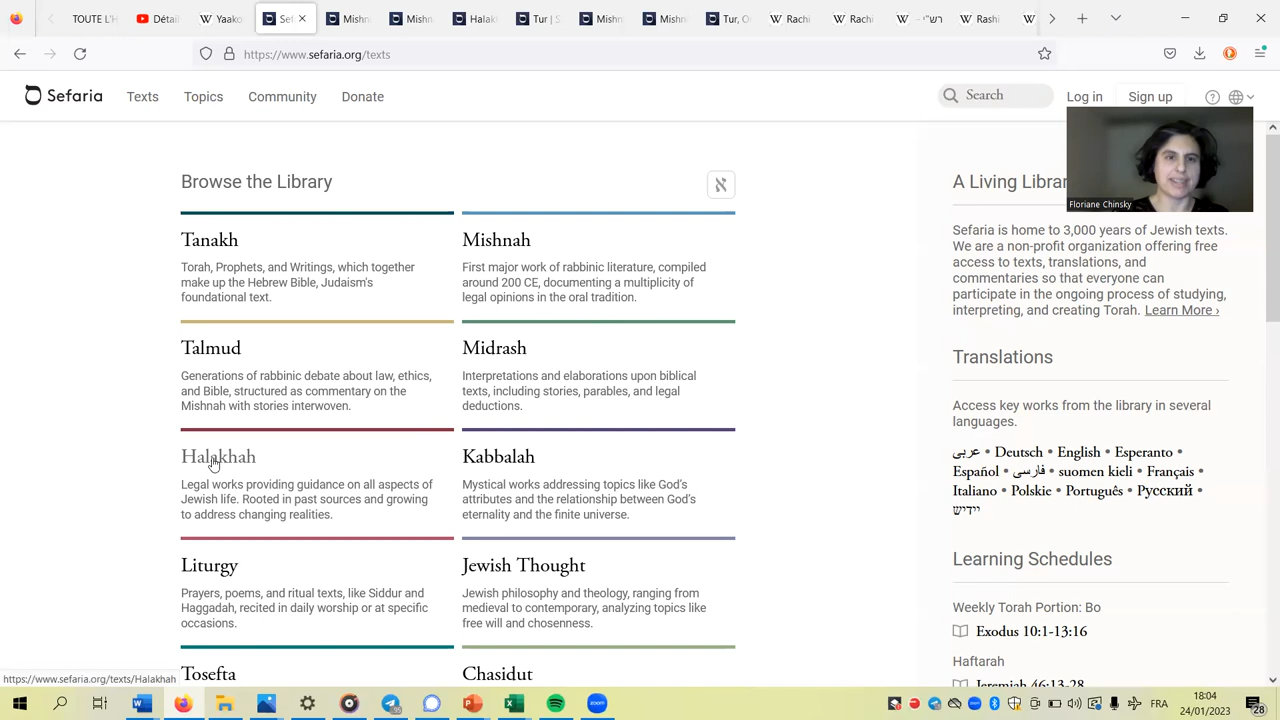 TOUTE L'H
Détail
Yaako
Sef
Mishn
Mishn
Halak
Tur | S
Mishn
Mishn
Tur, O
Rachi
Rachi
רש"י –
Rashi
https://www.sefaria.org/texts
Sefaria
Texts
Topics
Community
Donate
Search
Log in
Sign up
Floriane Chinsky
Browse the Library
א
Tanakh
Torah, Prophets, and Writings, which together
make up the Hebrew Bible, Judaism's
foundational text.
Mishnah
First major work of rabbinic literature, compiled
around 200 CE, documenting a multiplicity of
legal opinions in the oral tradition.
Talmud
Generations of rabbinic debate about law, ethics,
and Bible, structured as commentary on the
Mishnah with stories interwoven.
Midrash
Interpretations and elaborations upon biblical
texts, including stories, parables, and legal
deductions.
Halakhah
Legal works providing guidance on all aspects of
Jewish life. Rooted in past sources and growing
to address changing realities.
Kabbalah
Mystical works addressing topics like God's
attributes and the relationship between God's
eternality and the finite universe.
Liturgy
Prayers, poems, and ritual texts, like Siddur and
Haggadah, recited in daily worship or at specific
occasions.
Jewish Thought
Jewish philosophy and theology, ranging from
medieval to contemporary, analyzing topics like
free will and chosenness.
Tosefta
Chasidut
A Living Librar
Sefaria is home to 3,000 years of Jewish texts.
We are a non-profit organization offering free
access to texts, translations, and
commentaries so that everyone can
participate in the ongoing process of studying,
interpreting, and creating Torah. Learn More ›
Translations
Access key works from the library in several
languages.
عربى • Deutsch • English • Esperanto •
Español • فارسی • suomen kieli • Français •
Italiano • Polskie • Português • Русский •
יידיש
Learning Schedules
Weekly Torah Portion: Bo
Exodus 10:1-13:16
Haftarah
Jeremiah 46:13-28
https://www.sefaria.org/texts/Halakhah
FRA
18:04
24/01/2023
28